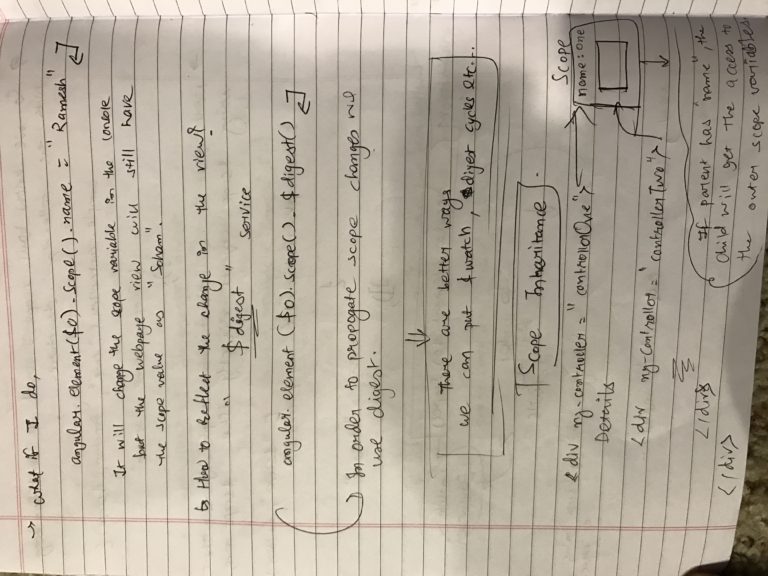 → What if I do,
angular.element($0).scope().name = "Ramesh" ↵
It will change the scope variable in the console
but the webpage view will still have
the scope value as "Soham".
↳ How to reflect the change in the view?
"$digest" service
angular.element($0).scope().$digest() ↵
In order to propogate scope changes we
use digest.
⇓
There are better ways
we can put $watch, $digest cycles etc...
Scope Inheritance.
Scope
<div ng-controller="controllerOne">
name: One
Details
<div ng-controller="controllerTwo">
</div>
</div>
If parent has "name", the
child will get the access to
the outer scope variables.